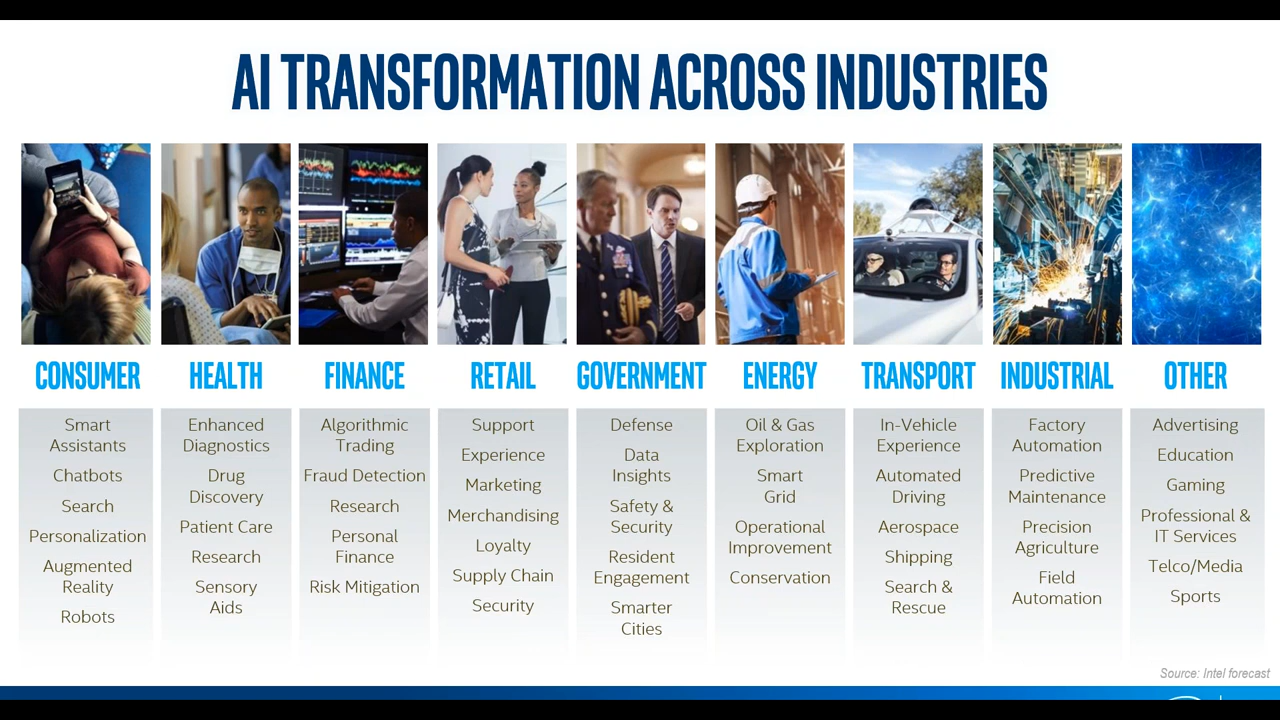 AI TRANSFORMATION ACROSS INDUSTRIES
CONSUMER
Smart
Assistants
Chatbots
Search
Personalization
Augmented
Reality
Robots
HEALTH
Enhanced
Diagnostics
Drug
Discovery
Patient Care
Research
Sensory
Aids
FINANCE
Algorithmic
Trading
Fraud Detection
Research
Personal
Finance
Risk Mitigation
RETAIL
Support
Experience
Marketing
Merchandising
Loyalty
Supply Chain
Security
GOVERNMENT
Defense
Data
Insights
Safety &
Security
Resident
Engagement
Smarter
Cities
ENERGY
Oil & Gas
Exploration
Smart
Grid
Operational
Improvement
Conservation
TRANSPORT
In-Vehicle
Experience
Automated
Driving
Aerospace
Shipping
Search &
Rescue
INDUSTRIAL
Factory
Automation
Predictive
Maintenance
Precision
Agriculture
Field
Automation
OTHER
Advertising
Education
Gaming
Professional &
IT Services
Telco/Media
Sports
Source: Intel forecast